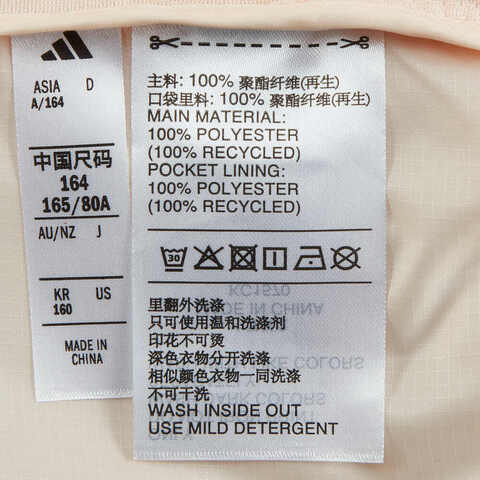 ASIA D
A/164
中国尺码
164
165/80A
AU/NZ J
KR US
160
MADE IN
CHINA
主料: 100% 聚酯纤维(再生)
口袋里料: 100% 聚酯纤维(再生)
MAIN MATERIAL:
100% POLYESTER
(100% RECYCLED)
POCKET LINING:
100% POLYESTER
(100% RECYCLED)
30
里翻外洗涤
只可使用温和洗涤剂
印花不可烫
深色衣物分开洗涤
相似颜色衣物一同洗涤
不可干洗
WASH INSIDE OUT
USE MILD DETERGENT
KC1570
MADE IN CHINA